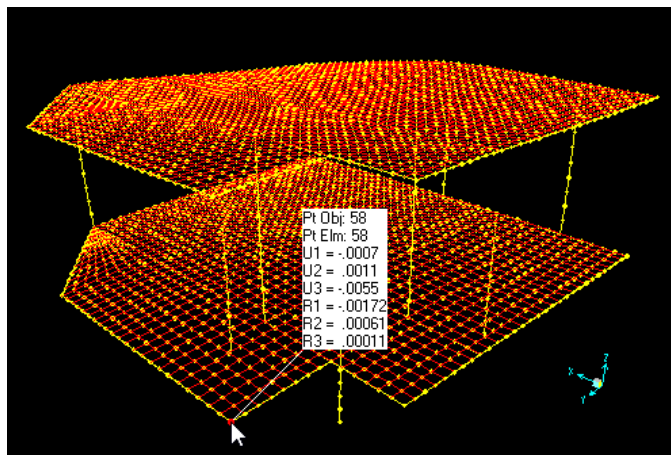 Pt Obj: 58
Pt Elm: 58
U1 = -.0007
U2 = .0011
U3 = -.0055
R1 = -.00172
R2 = .00061
R3 = .00011
Z
X
Y